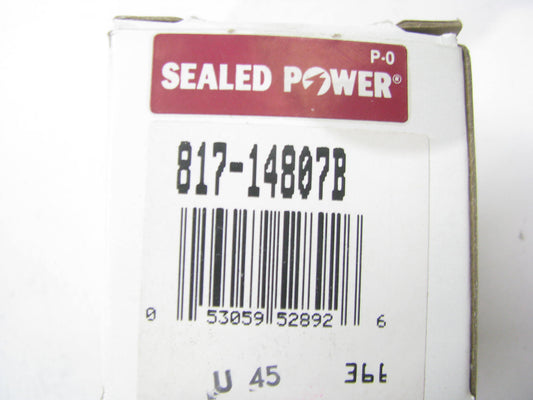 P-0
SEALED POWER®
817-14807B
0 53059 52892 6
U 45 366